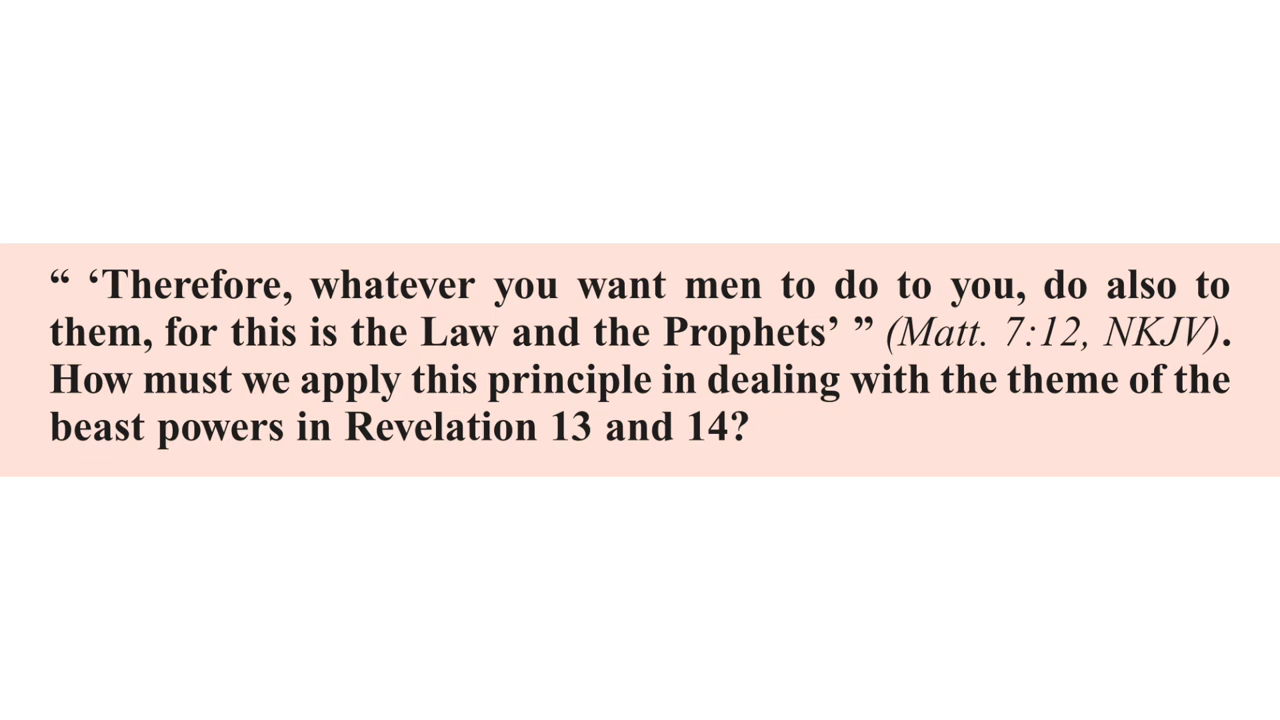 “ ‘Therefore, whatever you want men to do to you, do also to
them, for this is the Law and the Prophets’ ” (Matt. 7:12, NKJV).
How must we apply this principle in dealing with the theme of the
beast powers in Revelation 13 and 14?